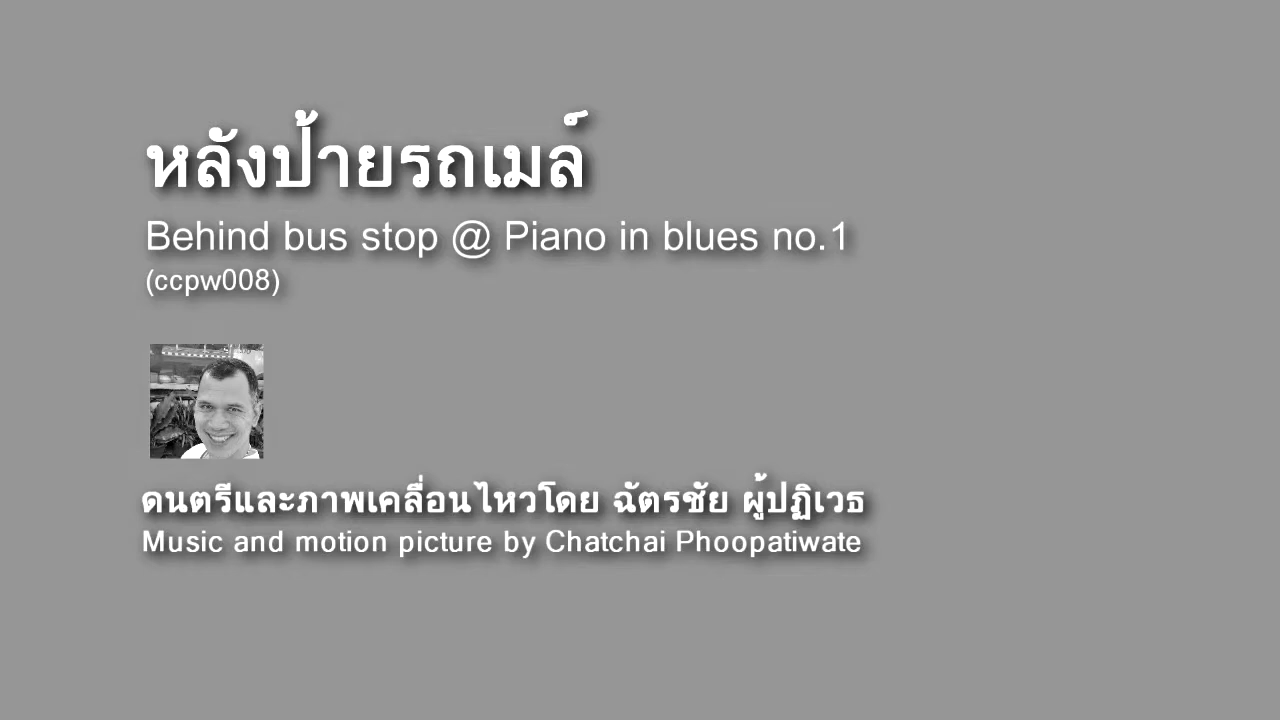 หลังป้ายรถเมล์
Behind bus stop @ Piano in blues no.1
(ccpw008)
ดนตรีและภาพเคลื่อนไหวโดย ฉัตรชัย ผู้ปฏิเวธ
Music and motion picture by Chatchai Phoopatiwate